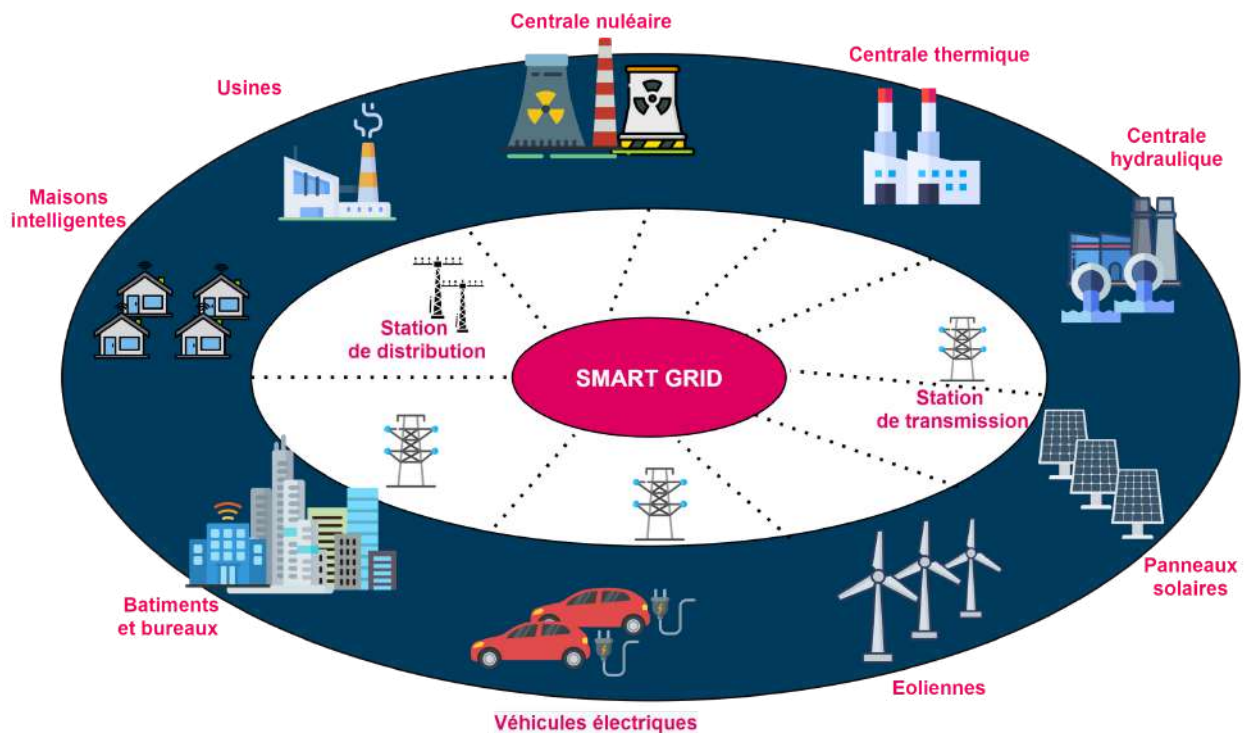 Centrale nuléaire
Centrale thermique
Usines
Centrale
hydraulique
Maisons
intelligentes
Station
de distribution
SMART GRID
Station
de transmission
Panneaux
solaires
Batiments
et bureaux
Eoliennes
Véhicules électriques